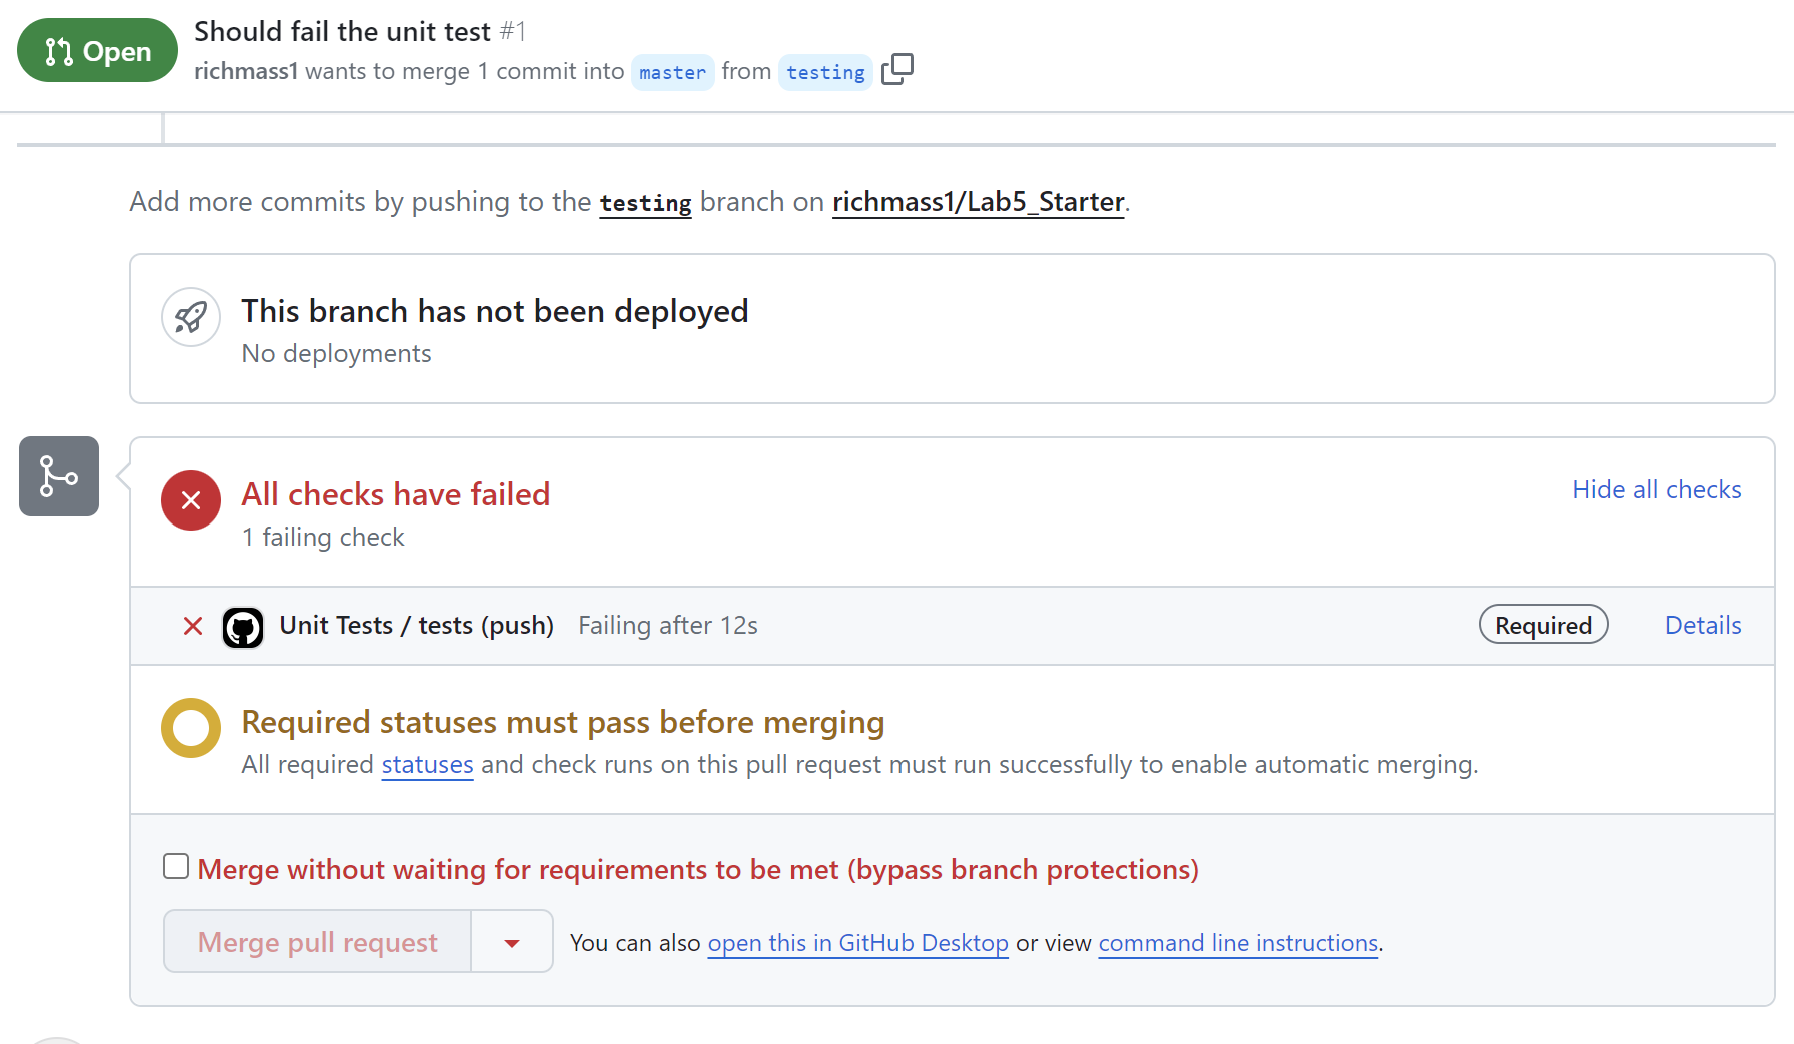 Open
Should fail the unit test #1
richmass1 wants to merge 1 commit into master from testing
Add more commits by pushing to the testing branch on richmass1/Lab5_Starter.
This branch has not been deployed
No deployments
All checks have failed
Hide all checks
1 failing check
Unit Tests / tests (push) Failing after 12s Required Details
Required statuses must pass before merging
All required statuses and check runs on this pull request must run successfully to enable automatic merging.
Merge without waiting for requirements to be met (bypass branch protections)
Merge pull request
You can also open this in GitHub Desktop or view command line instructions.